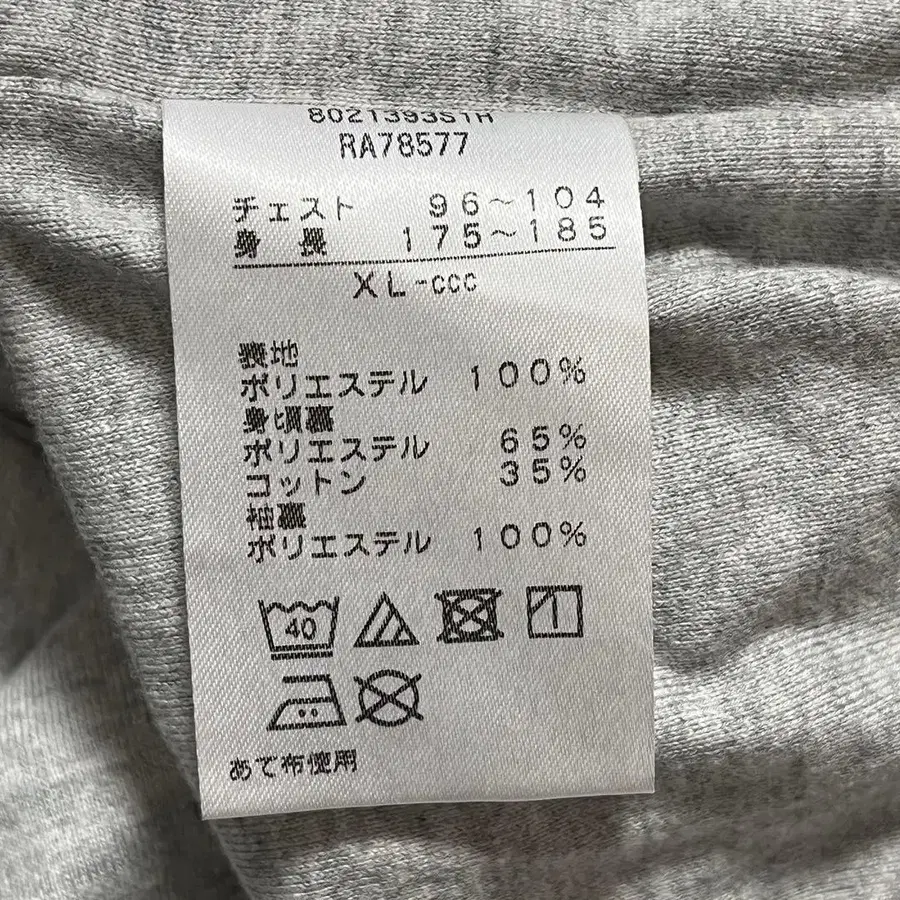 RA78577
チェスト 96~104
身長 175~185
XL-ccc
表地
ポリエステル 100%
身頃裏
ポリエステル 65%
コットン 35%
袖裏
ポリエステル 100%
40
あて布使用